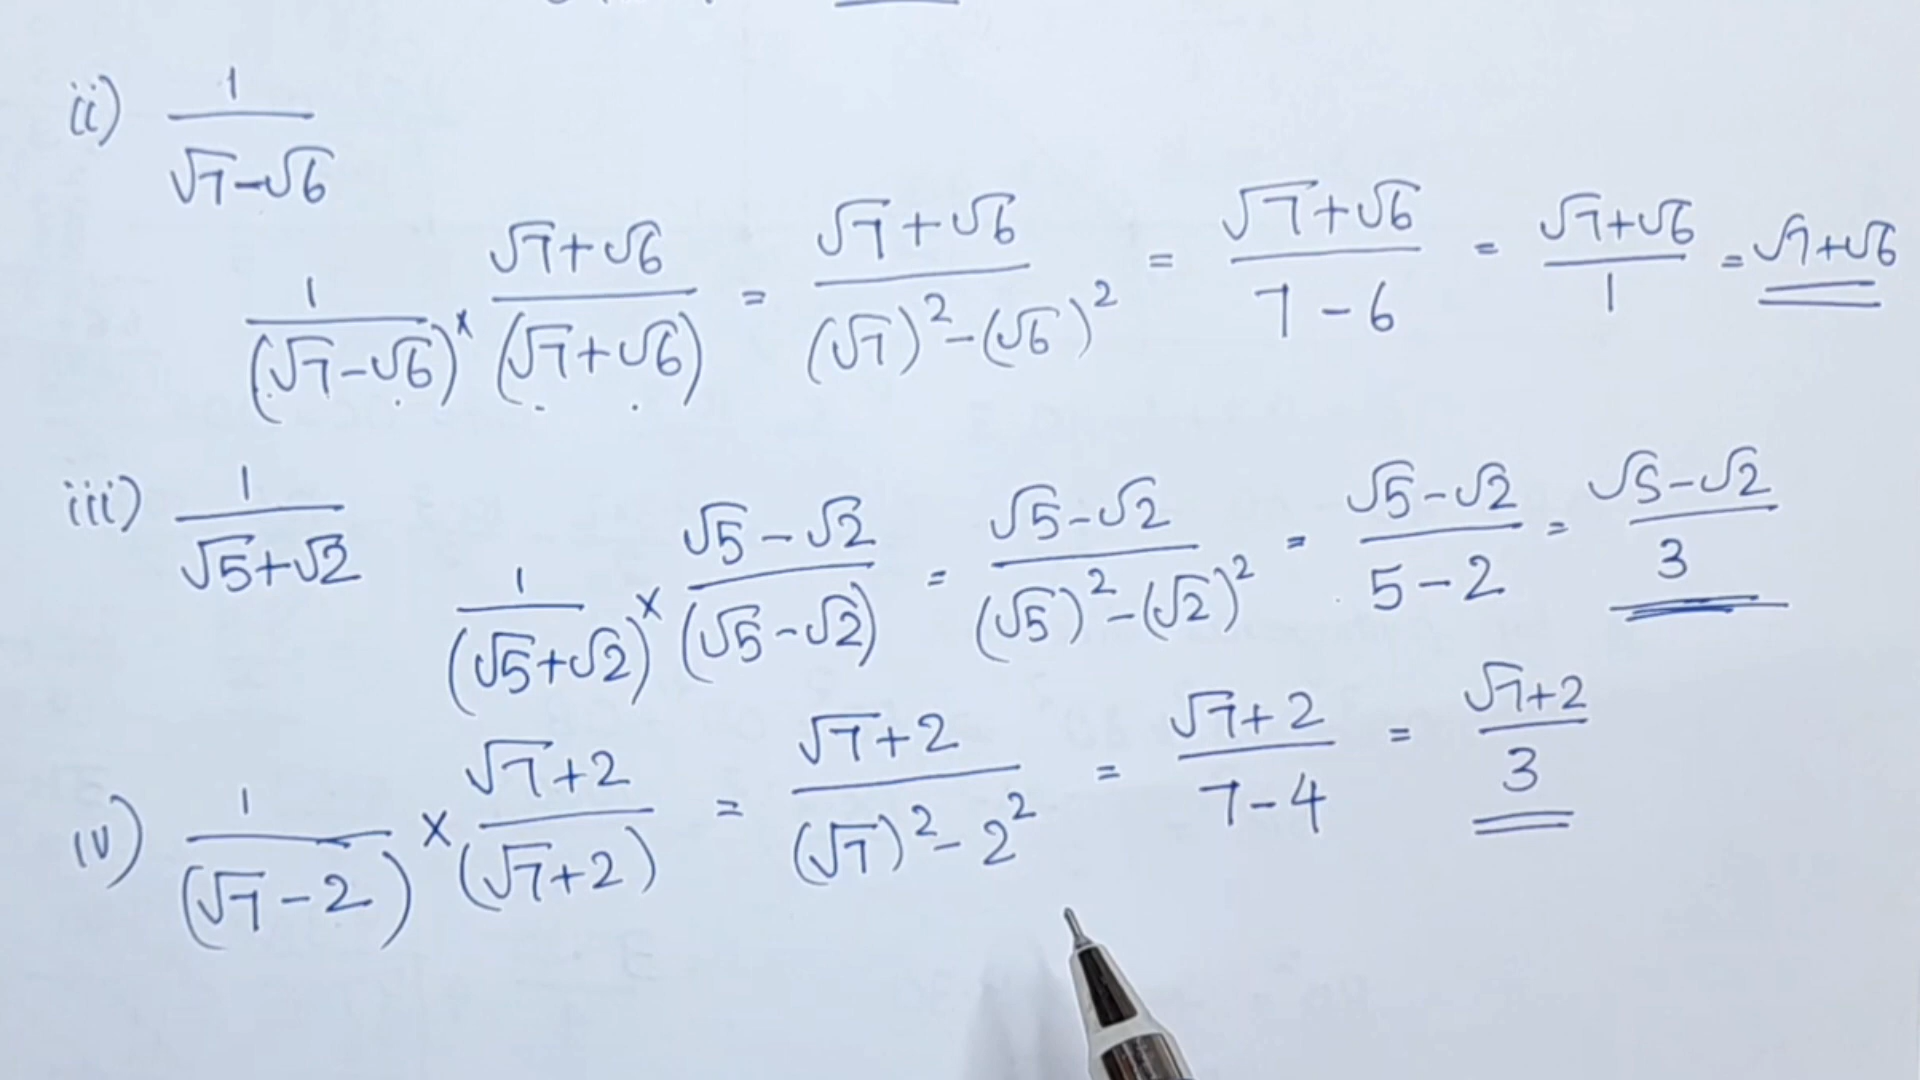 ii) 1/(√7-√6)
1/(√7-√6) × (√7+√6)/(√7+√6) = (√7+√6)/((√7)²-(√6)²) = (√7+√6)/(7-6) = (√7+√6)/1 = √7+√6
iii) 1/(√5+√2)
1/(√5+√2) × (√5-√2)/(√5-√2) = (√5-√2)/((√5)²-(√2)²) = (√5-√2)/(5-2) = (√5-√2)/3
iv) 1/(√7-2) × (√7+2)/(√7+2) = (√7+2)/((√7)²-2²) = (√7+2)/(7-4) = (√7+2)/3